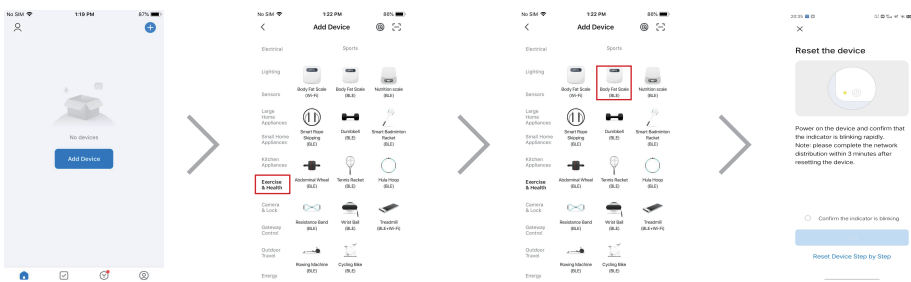 No SIM
1:19 PM
87%
No devices
Add Device
No SIM
1:22 PM
86%
Add Device
Electrical
Lighting
Sensors
Large
Home
Appliances
Small Home
Appliances
Kitchen
Appliances
Exercise
& Health
Camera
& Lock
Gateway
Control
Outdoor
Travel
Energy
Sports
Body Fat Scale
(Wi-Fi)
Body Fat Scale
(BLE)
Nutrition scale
(BLE)
Smart Rope
Skipping
(BLE)
Dumbbell
(BLE)
Smart Badminton
Racket
(BLE)
Abdominal Wheel
(BLE)
Tennis Racket
(BLE)
Hula Hoop
(BLE)
Resistance Band
(BLE)
Wrist Ball
(BLE)
Treadmill
(BLE+Wi-Fi)
Rowing Machine
(BLE)
Cycling Bike
(BLE)
No SIM
1:22 PM
86%
Add Device
Electrical
Lighting
Sensors
Large
Home
Appliances
Small Home
Appliances
Kitchen
Appliances
Exercise
& Health
Camera
& Lock
Gateway
Control
Outdoor
Travel
Energy
Sports
Body Fat Scale
(Wi-Fi)
Body Fat Scale
(BLE)
Nutrition scale
(BLE)
Smart Rope
Skipping
(BLE)
Dumbbell
(BLE)
Smart Badminton
Racket
(BLE)
Abdominal Wheel
(BLE)
Tennis Racket
(BLE)
Hula Hoop
(BLE)
Resistance Band
(BLE)
Wrist Ball
(BLE)
Treadmill
(BLE+Wi-Fi)
Rowing Machine
(BLE)
Cycling Bike
(BLE)
Reset the device
Power on the device and confirm that
the indicator is blinking rapidly.
Note: please complete the network
distribution within 3 minutes after
resetting the device.
Confirm the indicator is blinking
Reset Device Step by Step